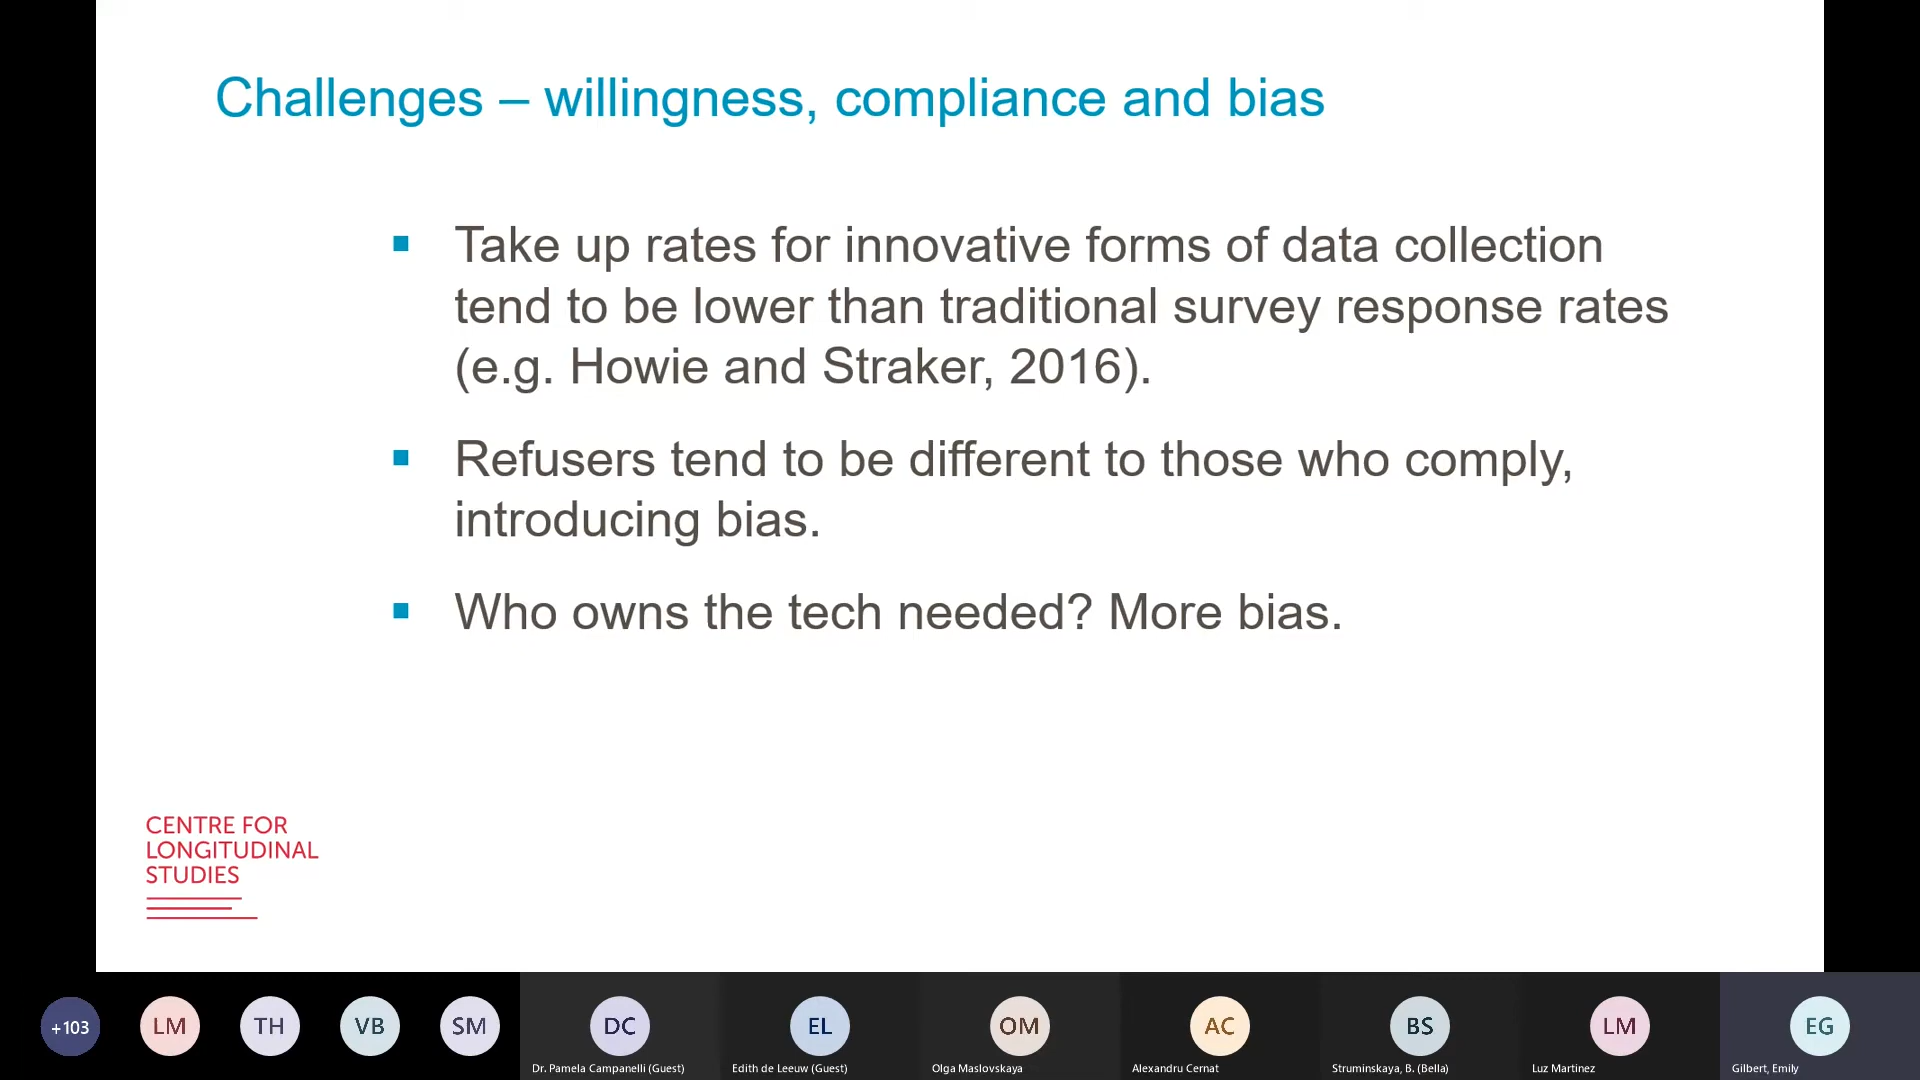 Challenges – willingness, compliance and bias
Take up rates for innovative forms of data collection
tend to be lower than traditional survey response rates
(e.g. Howie and Straker, 2016).
Refusers tend to be different to those who comply,
introducing bias.
Who owns the tech needed? More bias.
CENTRE FOR
LONGITUDINAL
STUDIES
+103
LM
TH
VB
SM
DC
EL
OM
AC
BS
LM
EG
Dr. Pamela Campanelli (Guest)
Edith de Leeuw (Guest)
Olga Maslovskaya
Alexandru Cernat
Struminskaya, B. (Bella)
Luz Martinez
Gilbert, Emily